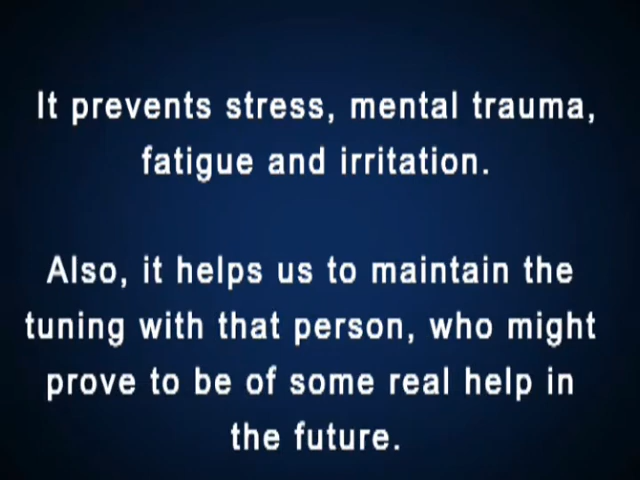 It prevents stress, mental trauma,
fatigue and irritation.
Also, it helps us to maintain the
tuning with that person, who might
prove to be of some real help in
the future.